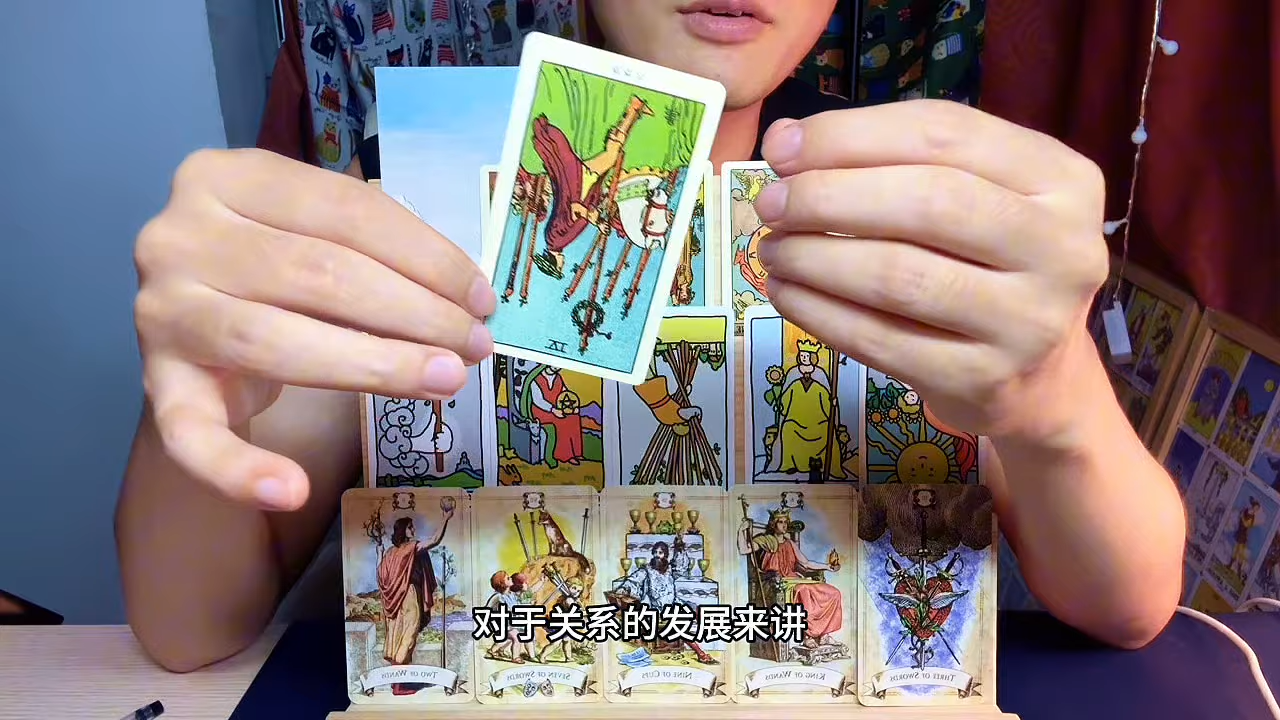 VI
对于关系的发展来讲
TWO OF WANDS
SEVEN OF SWORDS
NINE OF CUPS
KING OF WANDS
THREE OF SWORDS